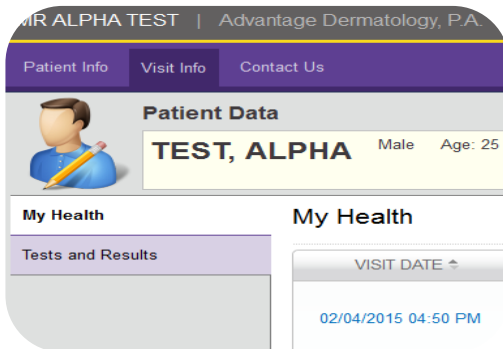 MR ALPHA TEST | Advantage Dermatology, P.A.
Patient Info Visit Info Contact Us
Patient Data
TEST, ALPHA Male Age: 25
My Health
Tests and Results
My Health
VISIT DATE
02/04/2015 04:50 PM